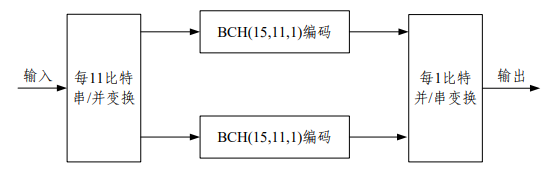 输入
每11比特
串/并变换
BCH(15,11,1)编码
BCH(15,11,1)编码
每1比特
并/串变换
输出